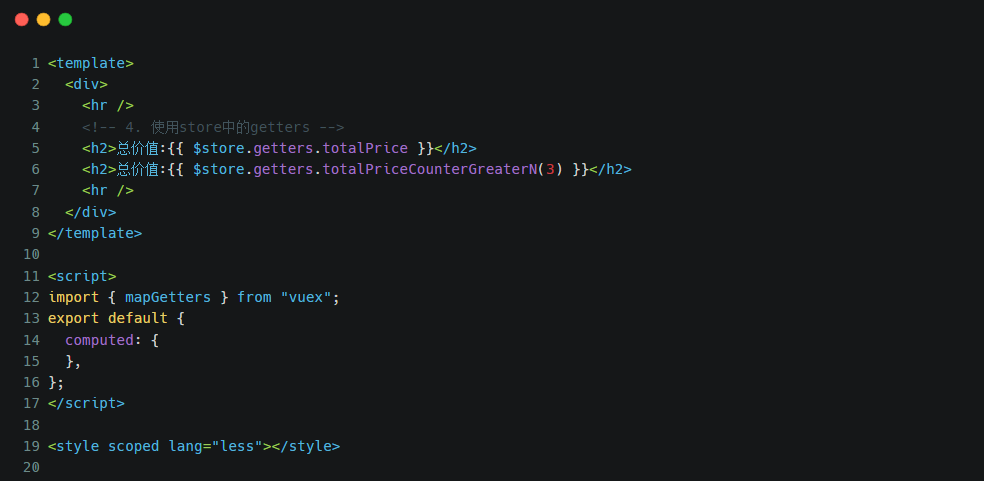 1 <template>
2   <div>
3     <hr />
4     <!-- 4. 使用store中的getters -->
5     <h2>总价值:{{ $store.getters.totalPrice }}</h2>
6     <h2>总价值:{{ $store.getters.totalPriceCounterGreaterN(3) }}</h2>
7     <hr />
8   </div>
9 </template>
10
11 <script>
12 import { mapGetters } from "vuex";
13 export default {
14   computed: {
15   },
16 };
17 </script>
18
19 <style scoped lang="less"></style>
20